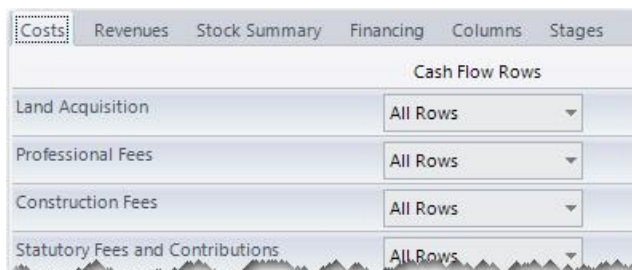 Costs Revenues Stock Summary Financing Columns Stages
Cash Flow Rows
Land Acquisition All Rows
Professional Fees All Rows
Construction Fees All Rows
Statutory Fees and Contributions All Rows